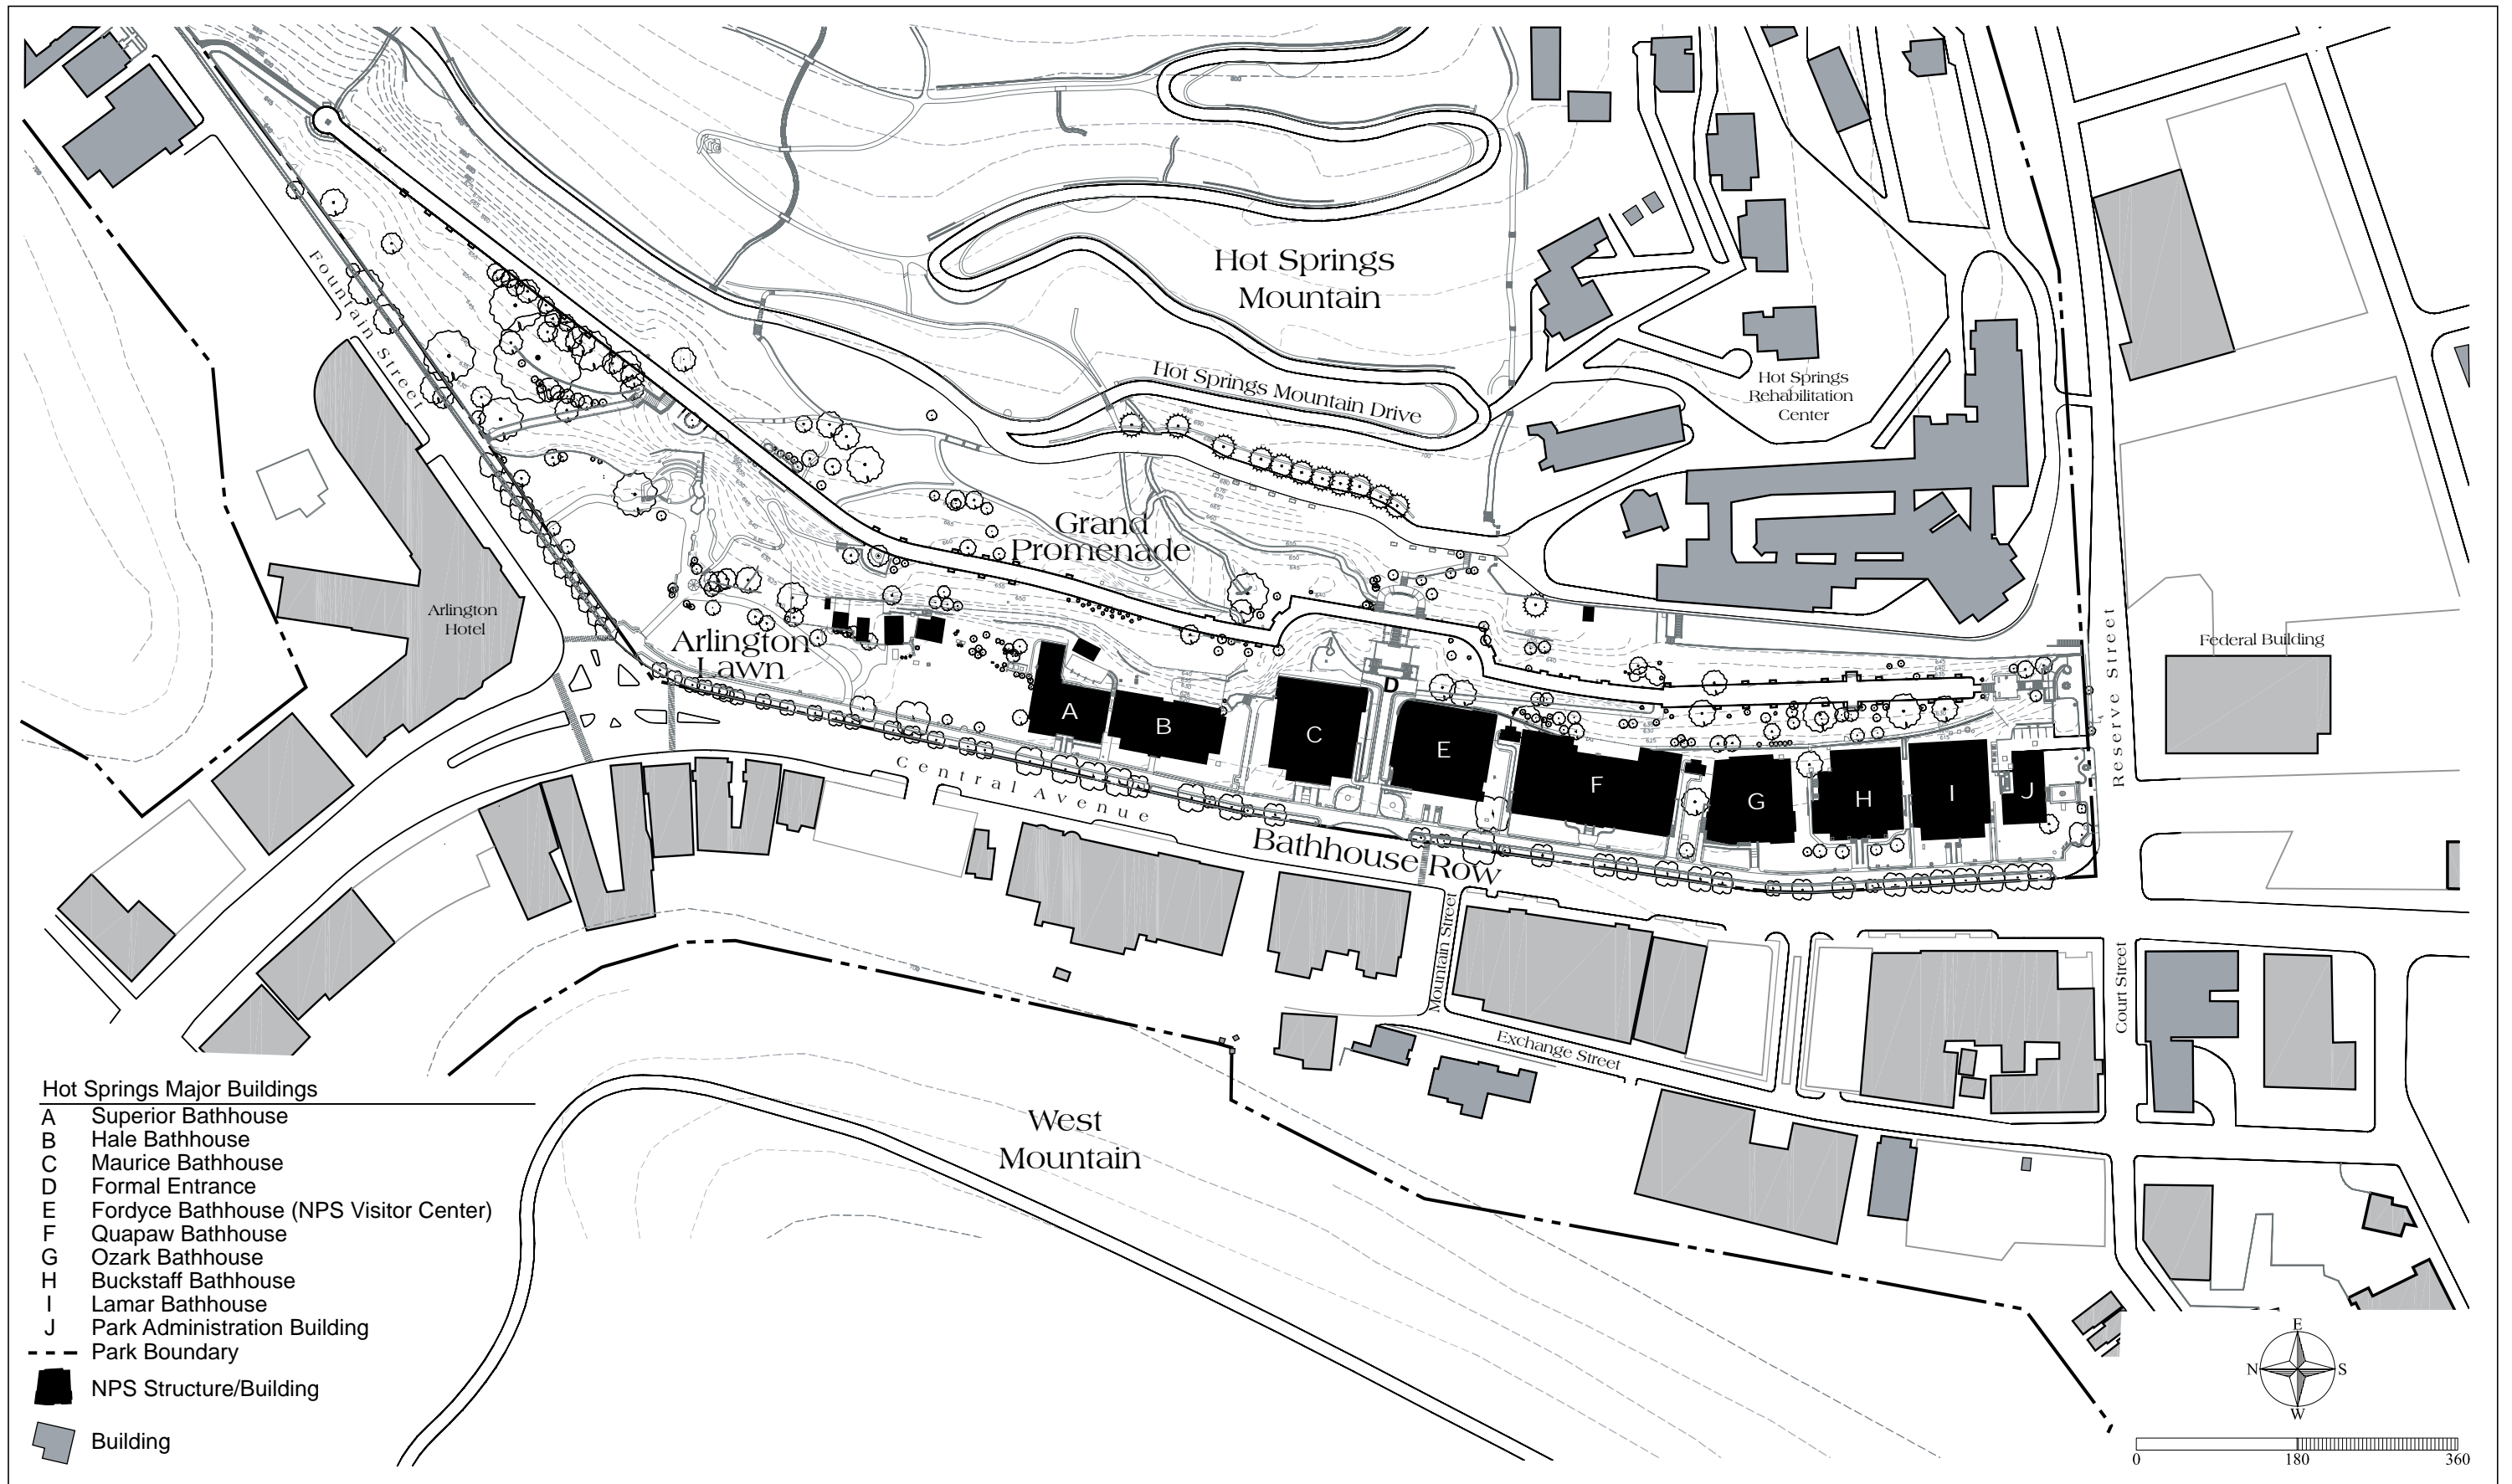 Hot Springs
Mountain
Hot Springs Mountain Drive
Hot Springs
Rehabilitation
Center
Fountain Street
Grand
Promenade
Arlington
Hotel
Arlington
Lawn
Reserve Street
Federal Building
A
B
C
D
E
F
G
H
I
J
Central Avenue
Bathhouse Row
Mountain Street
Exchange Street
Court Street
West
Mountain
Hot Springs Major Buildings
A Superior Bathhouse
B Hale Bathhouse
C Maurice Bathhouse
D Formal Entrance
E Fordyce Bathhouse (NPS Visitor Center)
F Quapaw Bathhouse
G Ozark Bathhouse
H Buckstaff Bathhouse
I Lamar Bathhouse
J Park Administration Building
Park Boundary
NPS Structure/Building
Building
E
N S
W
0 180 360